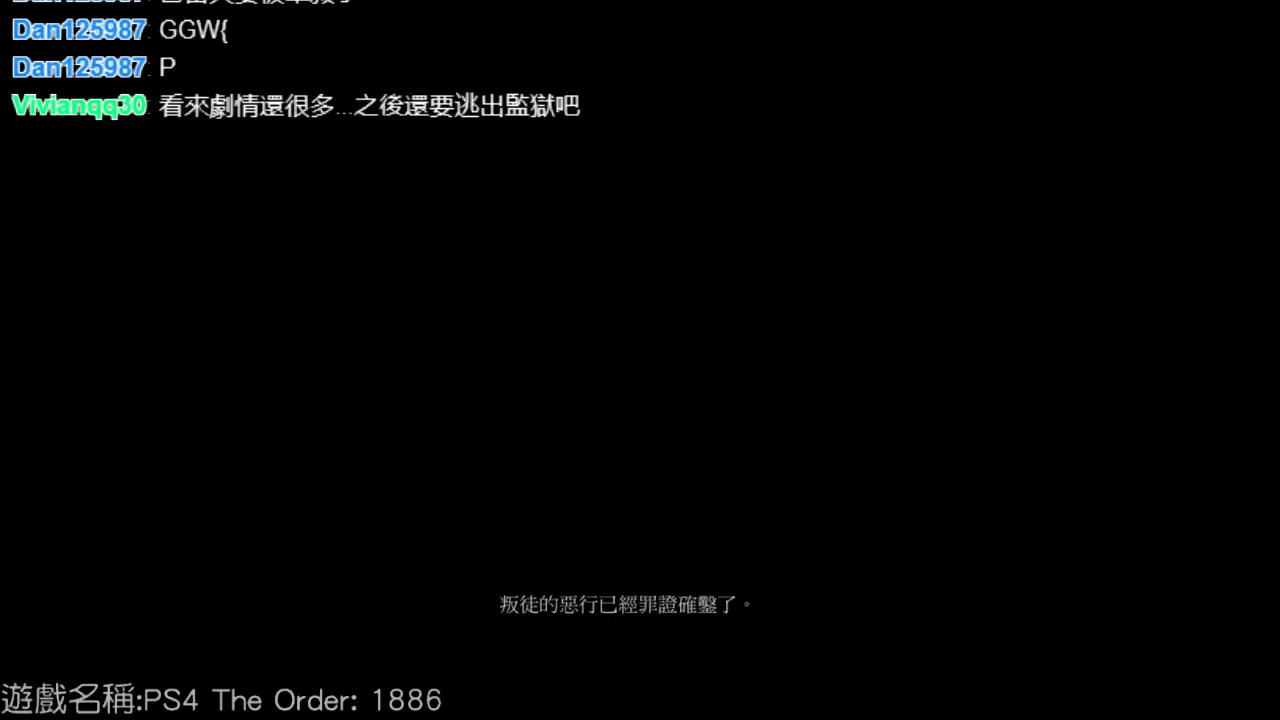 Dan125987: GGW{
Dan125987: P
Vivianqq30: 看來劇情還很多...之後還要逃出監獄吧
叛徒的惡行已經罪證確鑿了。
遊戲名稱:PS4 The Order: 1886